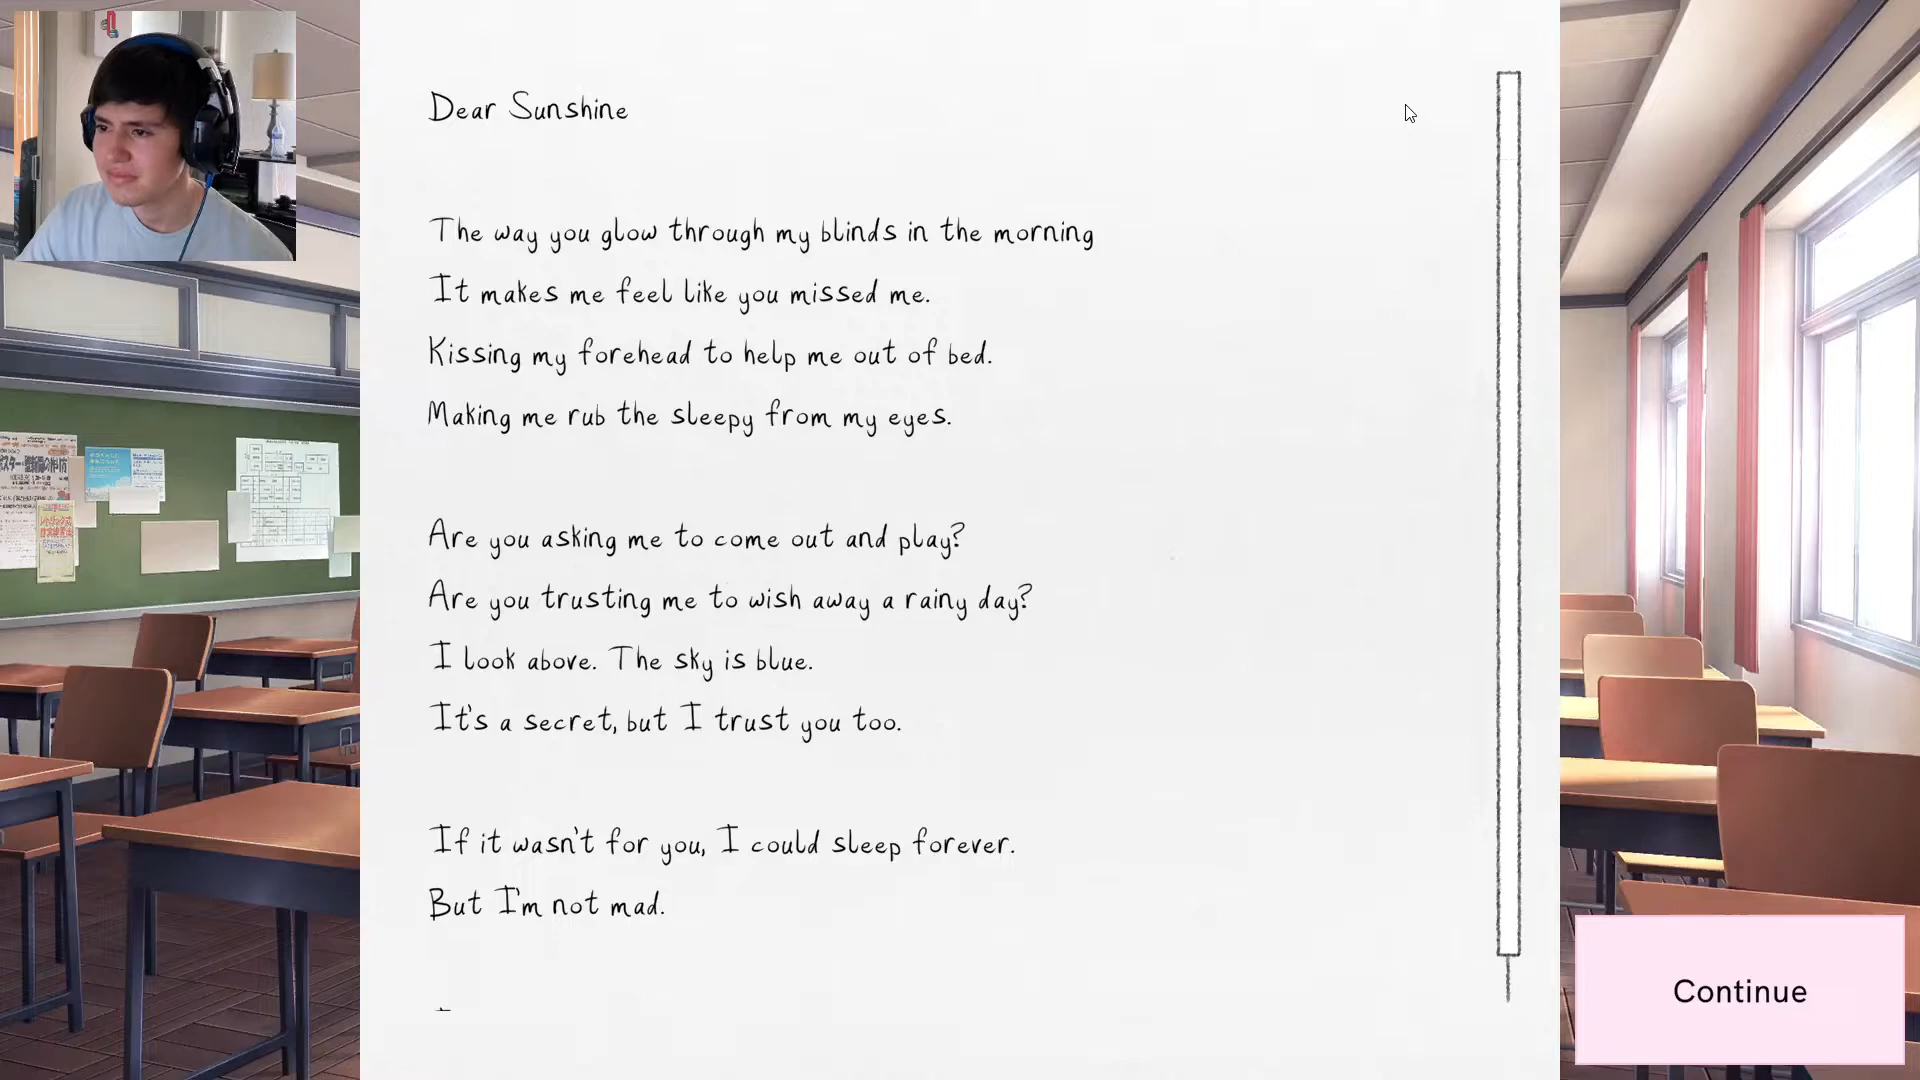 Dear Sunshine
The way you glow through my blinds in the morning
It makes me feel like you missed me.
Kissing my forehead to help me out of bed.
Making me rub the sleepy from my eyes.
Are you asking me to come out and play?
Are you trusting me to wish away a rainy day?
I look above. The sky is blue.
It's a secret, but I trust you too.
If it wasn't for you, I could sleep forever.
But I'm not mad.
Continue